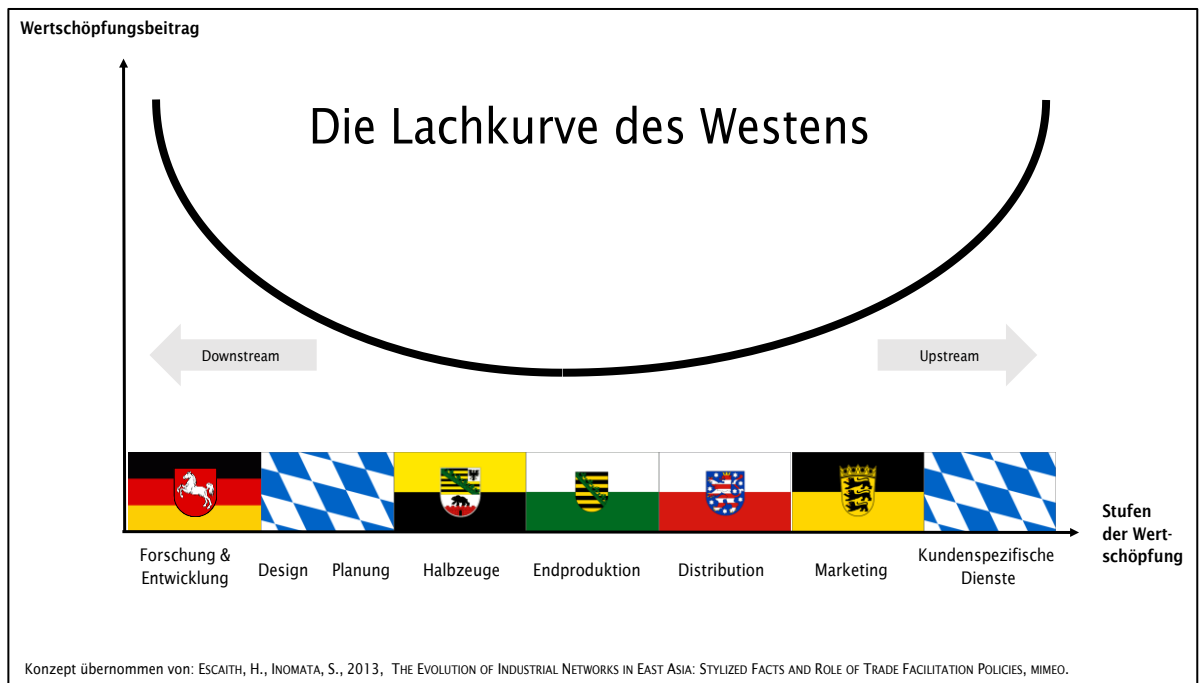 Wertschöpfungsbeitrag
Die Lachkurve des Westens
Downstream
Upstream
Forschung &
Entwicklung
Design
Planung
Halbzeuge
Endproduktion
Distribution
Marketing
Kundenspezifische
Dienste
Stufen
der Wert-
schöpfung
Konzept übernommen von: ESCAITH, H., INOMATA, S., 2013, THE EVOLUTION OF INDUSTRIAL NETWORKS IN EAST ASIA: STYLIZED FACTS AND ROLE OF TRADE FACILITATION POLICIES, MIMEO.